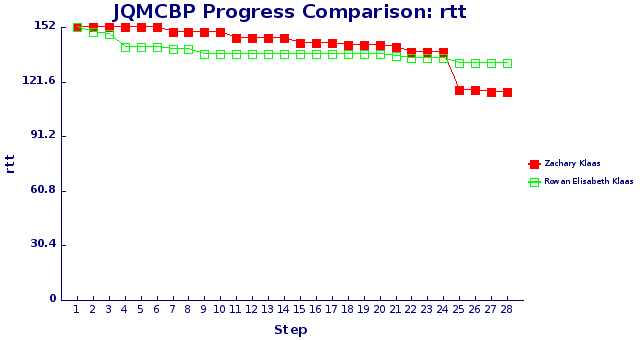 JQMCBP Progress Comparison: rtt
152
121.6
91.2
60.8
30.4
0
rtt
1 2 3 4 5 6 7 8 9 10 11 12 13 14 15 16 17 18 19 20 21 22 23 24 25 26 27 28
Step
Zachary Klaas
Rowan Elisabeth Klaas